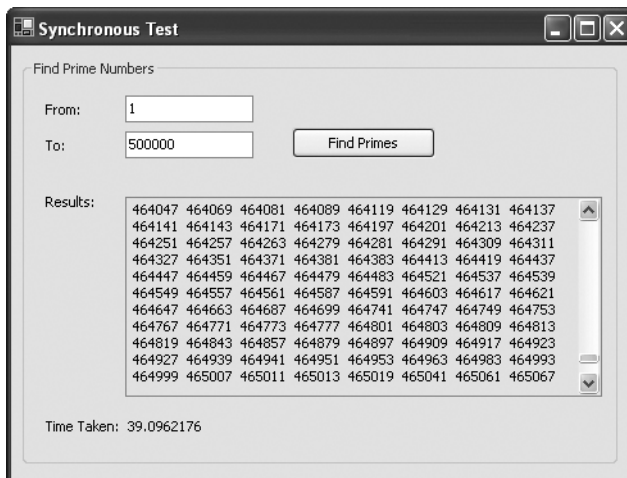 Synchronous Test
Find Prime Numbers
From: 1
To: 500000 Find Primes
Results:
464047 464069 464081 464089 464119 464129 464131 464137
464141 464143 464171 464173 464197 464201 464213 464237
464251 464257 464263 464279 464281 464291 464309 464311
464327 464351 464371 464381 464383 464413 464419 464437
464447 464459 464467 464479 464483 464521 464537 464539
464549 464557 464561 464587 464591 464603 464617 464621
464647 464663 464687 464699 464741 464747 464749 464753
464767 464771 464773 464777 464801 464803 464809 464813
464819 464843 464857 464879 464897 464909 464917 464923
464927 464939 464941 464951 464953 464963 464983 464993
464999 465007 465011 465013 465019 465041 465061 465067
Time Taken: 39.0962176